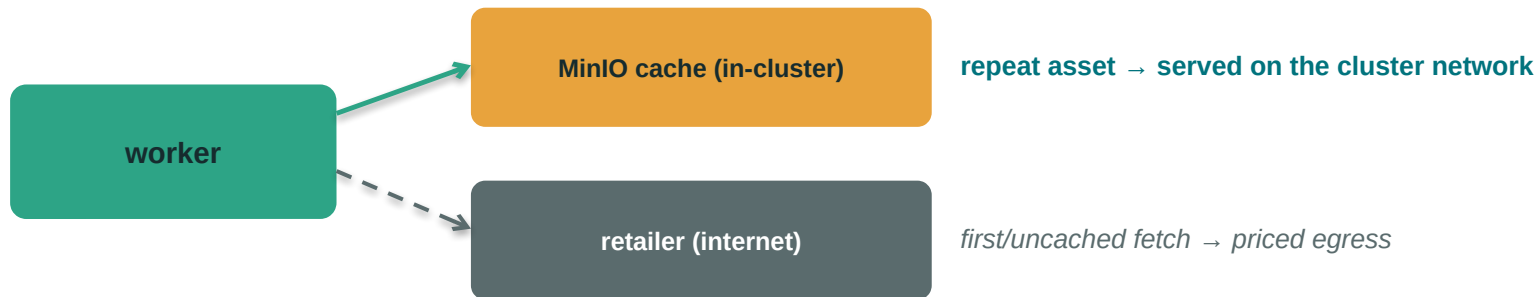 MinIO cache (in-cluster)
repeat asset → served on the cluster network
worker
retailer (internet)
first/uncached fetch → priced egress